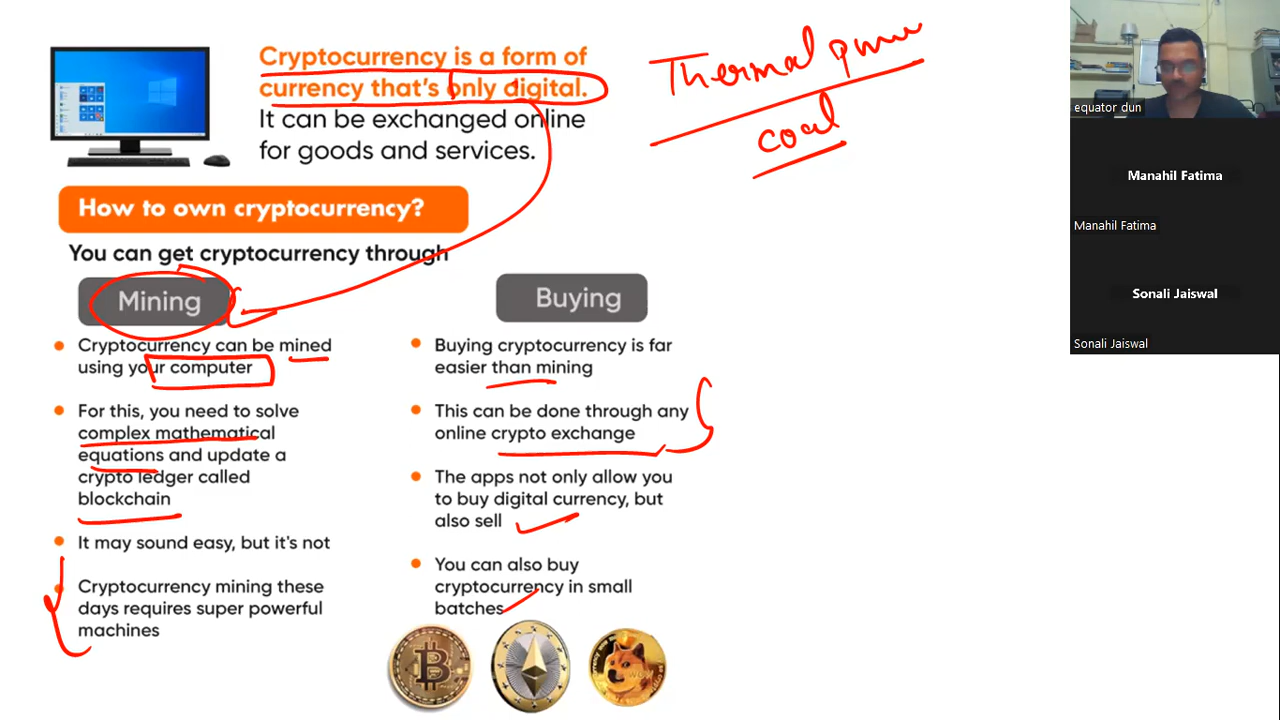 Cryptocurrency is a form of
currency that's only digital.
It can be exchanged online
for goods and services.
Thermal power
coal
How to own cryptocurrency?
You can get cryptocurrency through
Mining
Cryptocurrency can be mined
using your computer
For this, you need to solve
complex mathematical
equations and update a
crypto ledger called
blockchain
It may sound easy, but it's not
Cryptocurrency mining these
days requires super powerful
machines
Buying
Buying cryptocurrency is far
easier than mining
This can be done through any
online crypto exchange
The apps not only allow you
to buy digital currency, but
also sell
You can also buy
cryptocurrency in small
batches
equator dun
Manahil Fatima
Manahil Fatima
Sonali Jaiswal
Sonali Jaiswal